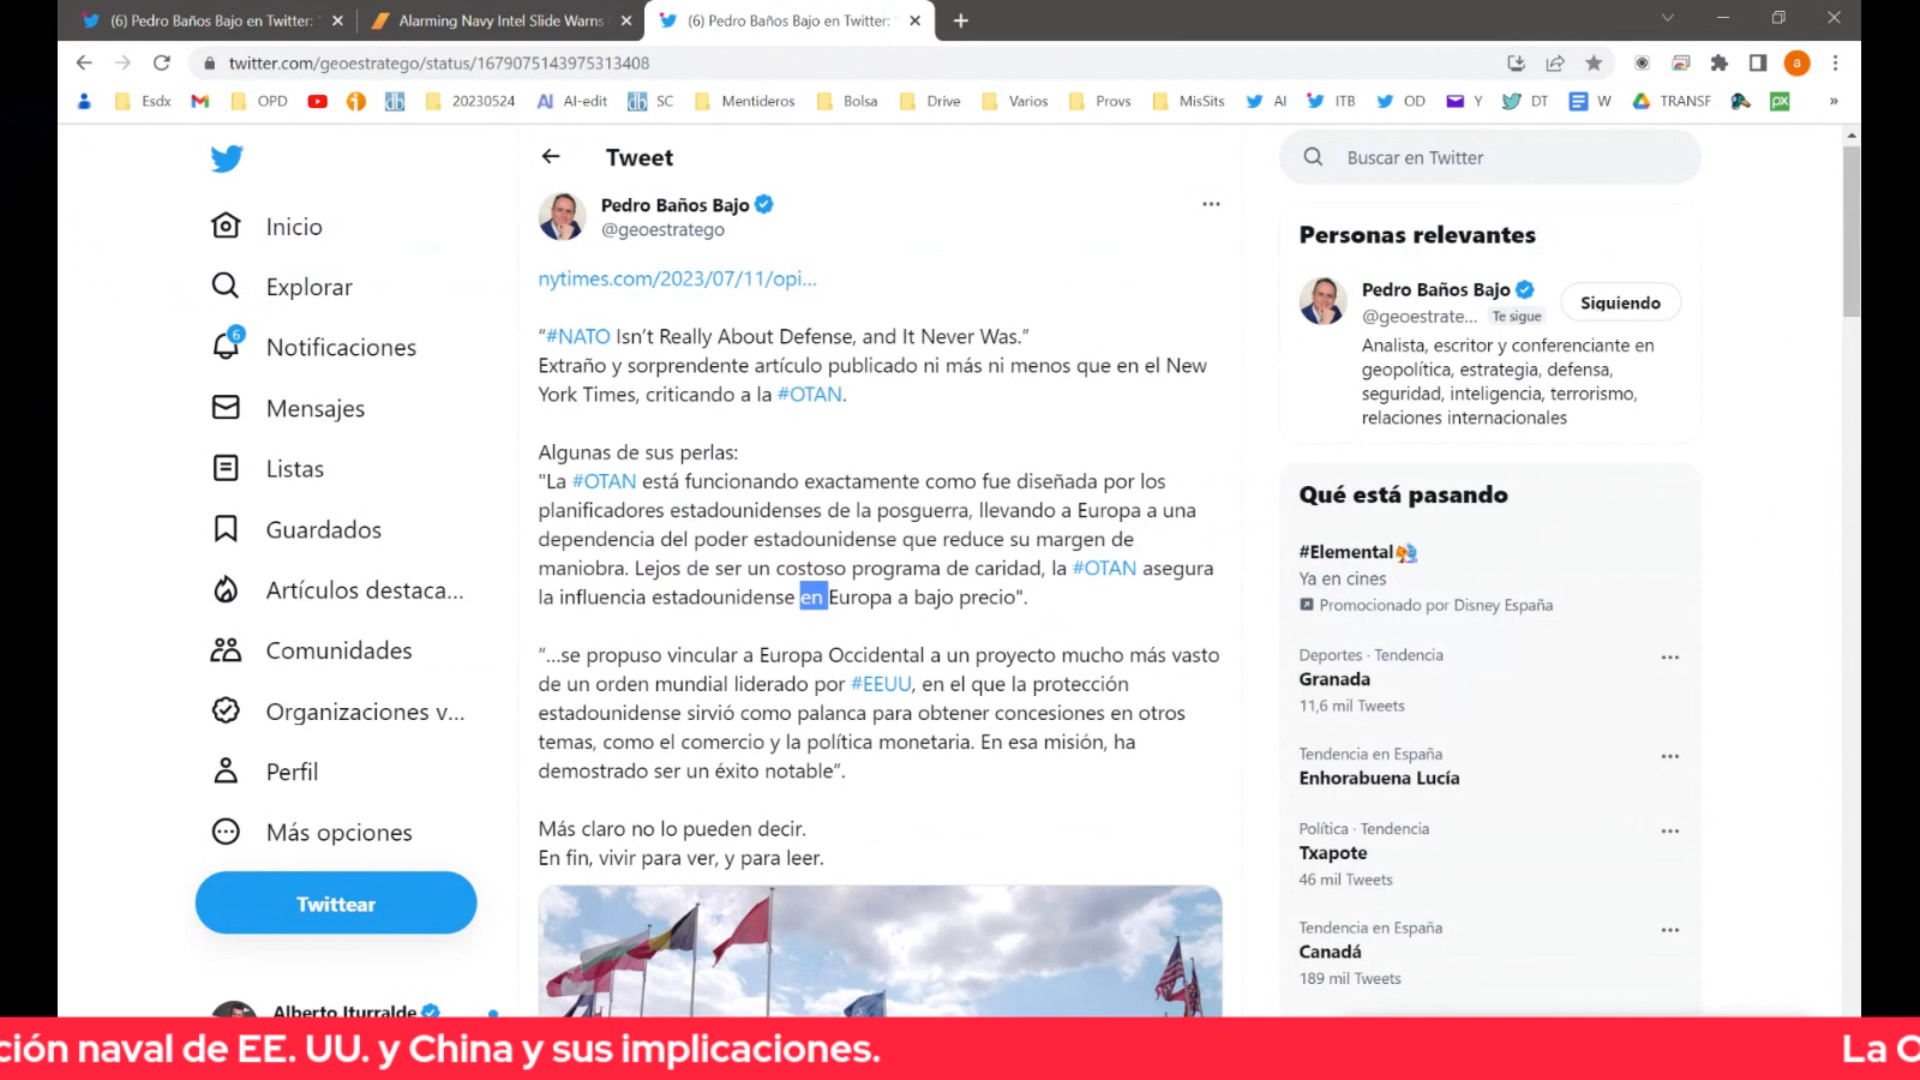 (6) Pedro Baños Bajo en Twitter: "
Alarming Navy Intel Slide Warns
(6) Pedro Baños Bajo en Twitter: "
twitter.com/geoestratego/status/1679075143975313408
Esdx
OPD
20230524
AI-edit
SC
Mentideros
Bolsa
Drive
Varios
Provs
MisSits
AI
ITB
OD
Y
DT
W
TRANSF
px
»
Inicio
Explorar
6
Notificaciones
Mensajes
Listas
Guardados
Artículos destaca...
Comunidades
Organizaciones v...
Perfil
Más opciones
Twittear
Alberto Iturralde
Tweet
Pedro Baños Bajo
@geoestratego
nytimes.com/2023/07/11/opi...
“#NATO Isn’t Really About Defense, and It Never Was.”
Extraño y sorprendente artículo publicado ni más ni menos que en el New
York Times, criticando a la #OTAN.
Algunas de sus perlas:
"La #OTAN está funcionando exactamente como fue diseñada por los
planificadores estadounidenses de la posguerra, llevando a Europa a una
dependencia del poder estadounidense que reduce su margen de
maniobra. Lejos de ser un costoso programa de caridad, la #OTAN asegura
la influencia estadounidense en Europa a bajo precio".
“...se propuso vincular a Europa Occidental a un proyecto mucho más vasto
de un orden mundial liderado por #EEUU, en el que la protección
estadounidense sirvió como palanca para obtener concesiones en otros
temas, como el comercio y la política monetaria. En esa misión, ha
demostrado ser un éxito notable”.
Más claro no lo pueden decir.
En fin, vivir para ver, y para leer.
Buscar en Twitter
Personas relevantes
Pedro Baños Bajo
@geoestrate... Te sigue
Siguiendo
Analista, escritor y conferenciante en
geopolítica, estrategia, defensa,
seguridad, inteligencia, terrorismo,
relaciones internacionales
Qué está pasando
#Elemental
Ya en cines
Promocionado por Disney España
Deportes · Tendencia
Granada
11,6 mil Tweets
Tendencia en España
Enhorabuena Lucía
Política · Tendencia
Txapote
46 mil Tweets
Tendencia en España
Canadá
189 mil Tweets
ción naval de EE. UU. y China y sus implicaciones.
La O